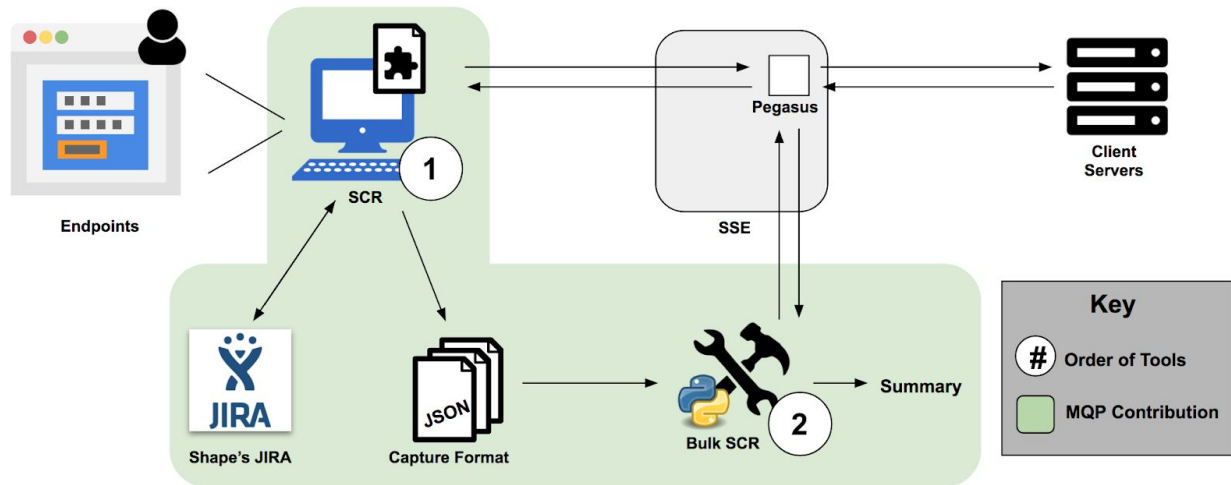 1
SCR
Endpoints
Pegasus
SSE
Client
Servers
JIRA
Shape's JIRA
JSON
Capture Format
2
Bulk SCR
Summary
Key
# Order of Tools
MQP Contribution